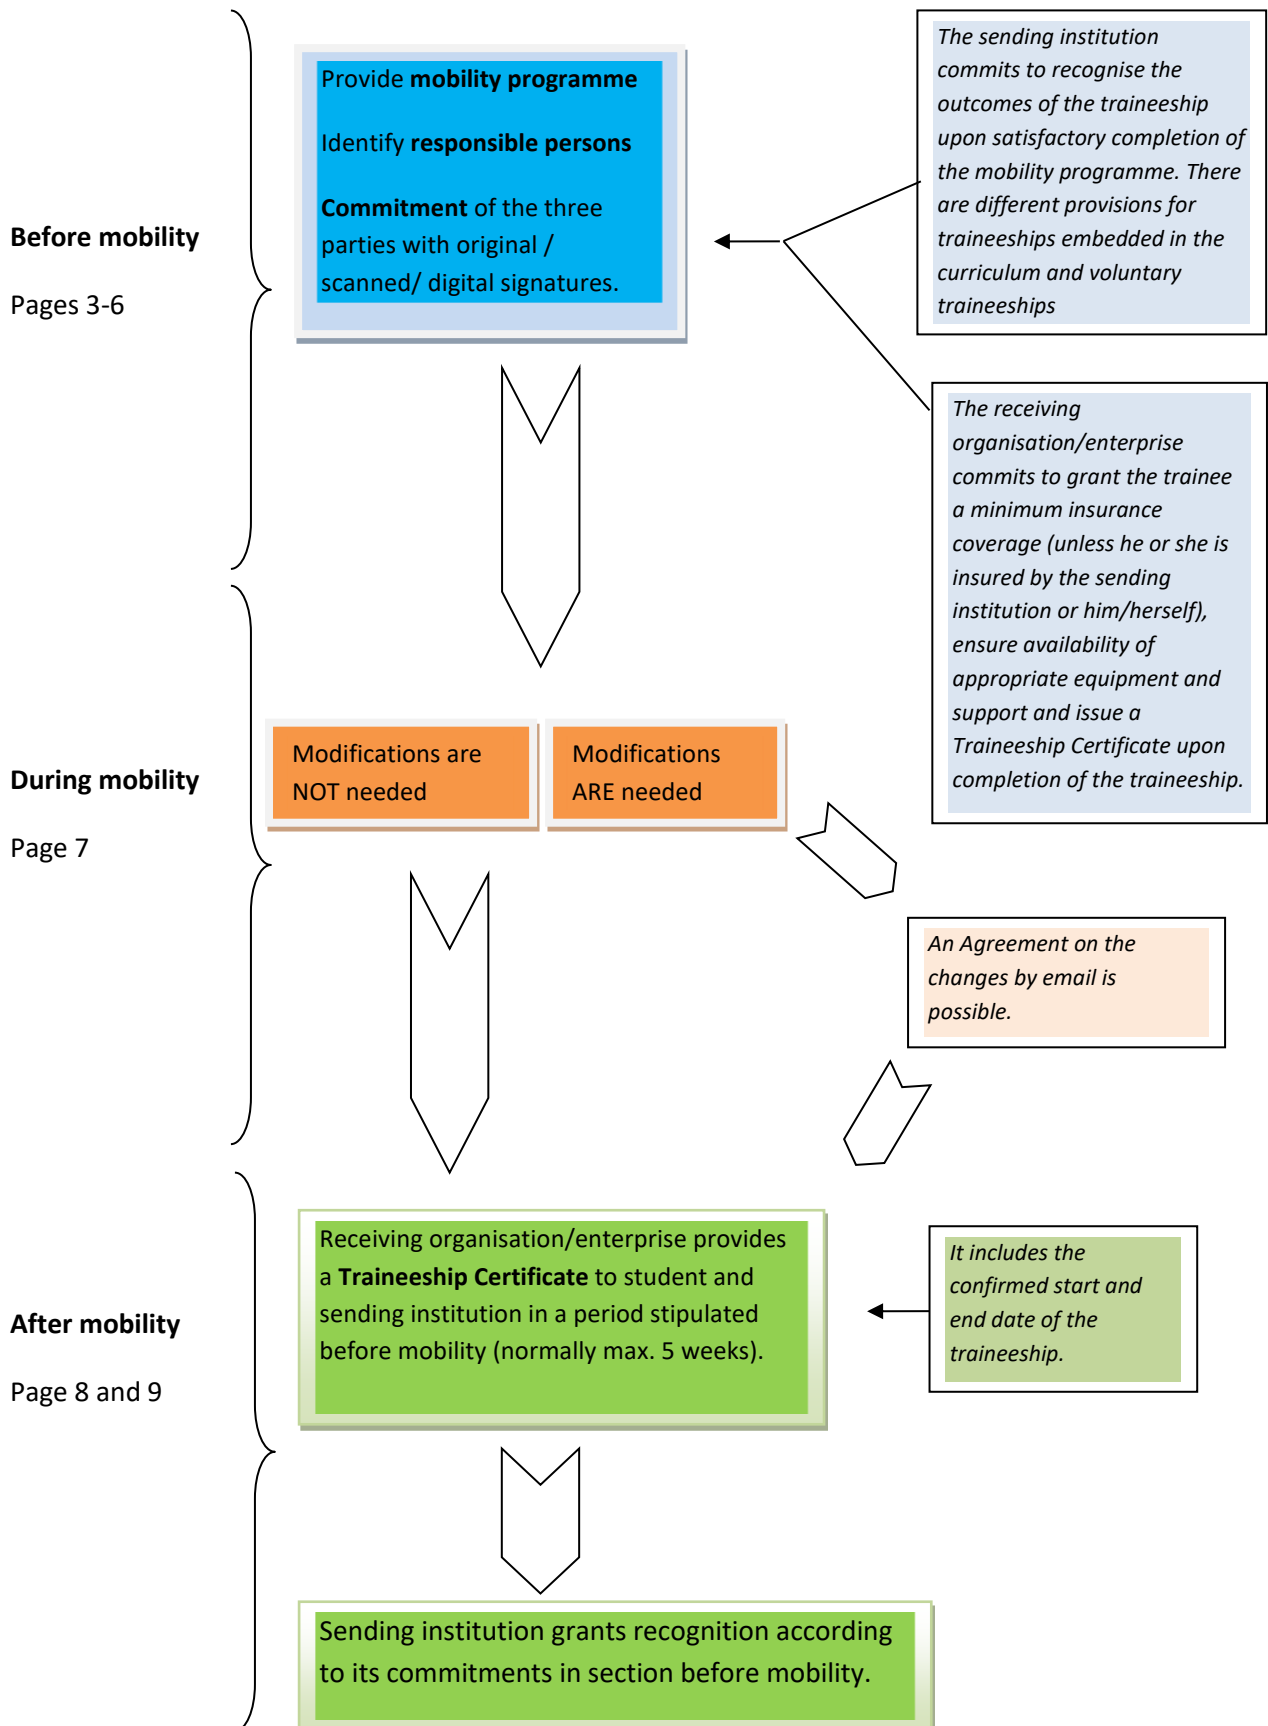 Before mobility
Pages 3-6
Provide mobility programme
Identify responsible persons
Commitment of the three
parties with original /
scanned/ digital signatures.
The sending institution
commits to recognise the
outcomes of the traineeship
upon satisfactory completion of
the mobility programme. There
are different provisions for
traineeships embedded in the
curriculum and voluntary
traineeships
The receiving
organisation/enterprise
commits to grant the trainee
a minimum insurance
coverage (unless he or she is
insured by the sending
institution or him/herself),
ensure availability of
appropriate equipment and
support and issue a
Traineeship Certificate upon
completion of the traineeship.
During mobility
Page 7
Modifications are
NOT needed
Modifications
ARE needed
An Agreement on the
changes by email is
possible.
After mobility
Page 8 and 9
Receiving organisation/enterprise provides
a Traineeship Certificate to student and
sending institution in a period stipulated
before mobility (normally max. 5 weeks).
It includes the
confirmed start and
end date of the
traineeship.
Sending institution grants recognition according
to its commitments in section before mobility.